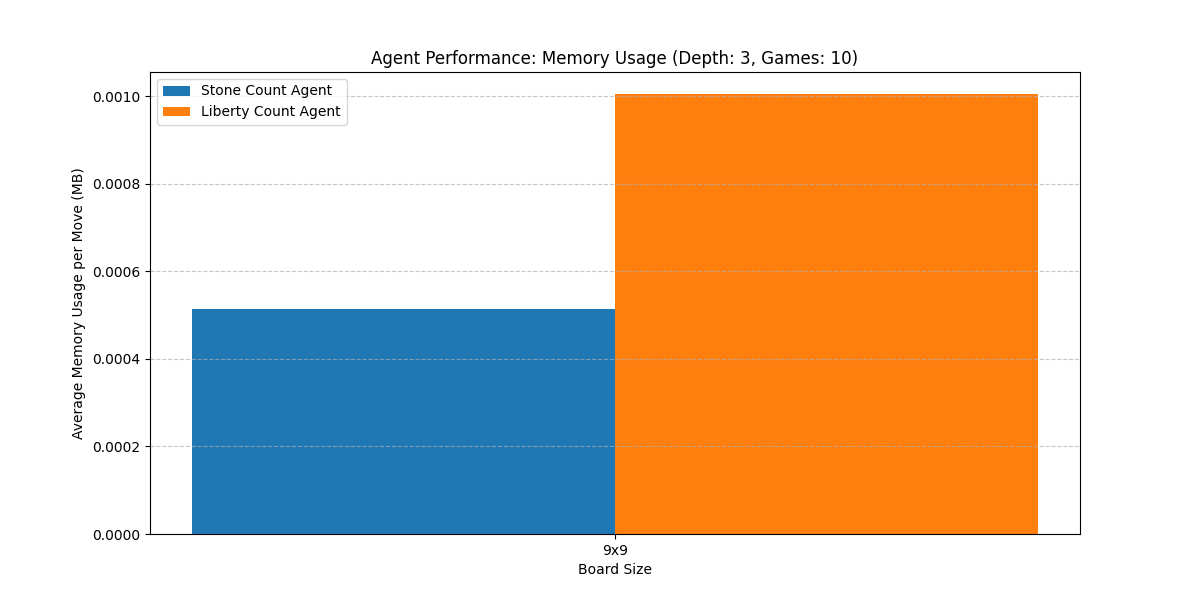 Agent Performance: Memory Usage (Depth: 3, Games: 10)
Stone Count Agent
Liberty Count Agent
Average Memory Usage per Move (MB)
0.0010
0.0008
0.0006
0.0004
0.0002
0.0000
9x9
Board Size